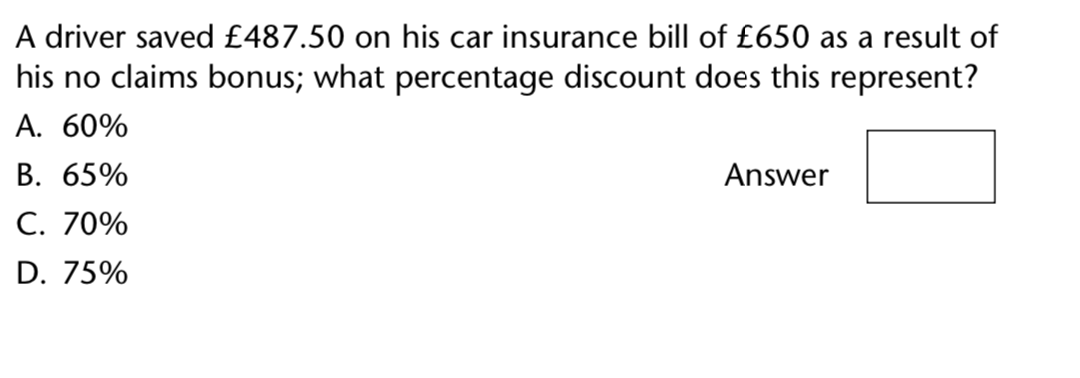 A driver saved £487.50 on his car insurance bill of £650 as a result of
his no claims bonus; what percentage discount does this represent?
A. 60%
B. 65%
Answer
C. 70%
D. 75%